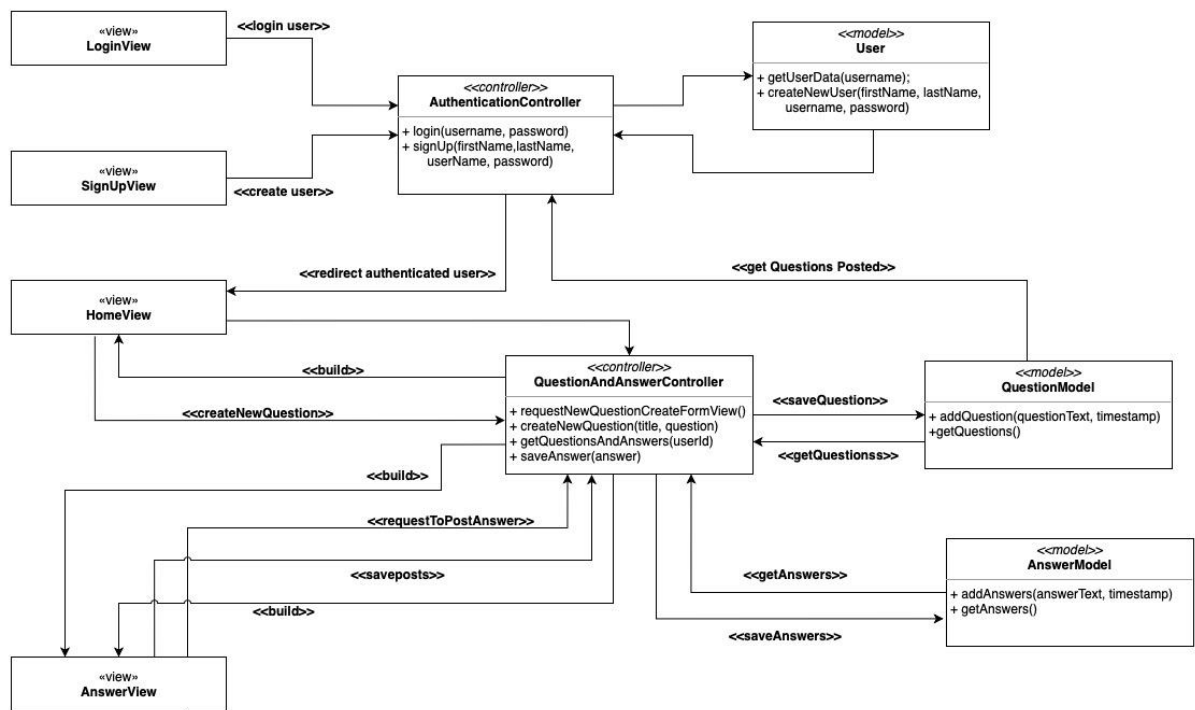 «view»
LoginView
<<login user>>
<<model>>
User
+ getUserData(username);
+ createNewUser(firstName, lastName,
username, password)
<<controller>>
AuthenticationController
+ login(username, password)
+ signUp(firstName,lastName,
userName, password)
«view»
SignUpView
<<create user>>
<<redirect authenticated user>>
<<get Questions Posted>>
«view»
HomeView
<<build>>
<<createNewQuestion>>
<<controller>>
QuestionAndAnswerController
+ requestNewQuestionCreateFormView()
+ createNewQuestion(title, question)
+ getQuestionsAndAnswers(userId)
+ saveAnswer(answer)
<<saveQuestion>>
<<getQuestionss>>
<<model>>
QuestionModel
+ addQuestion(questionText, timestamp)
+getQuestions()
<<build>>
<<requestToPostAnswer>>
<<saveposts>>
<<build>>
<<getAnswers>>
<<saveAnswers>>
<<model>>
AnswerModel
+ addAnswers(answerText, timestamp)
+ getAnswers()
«view»
AnswerView